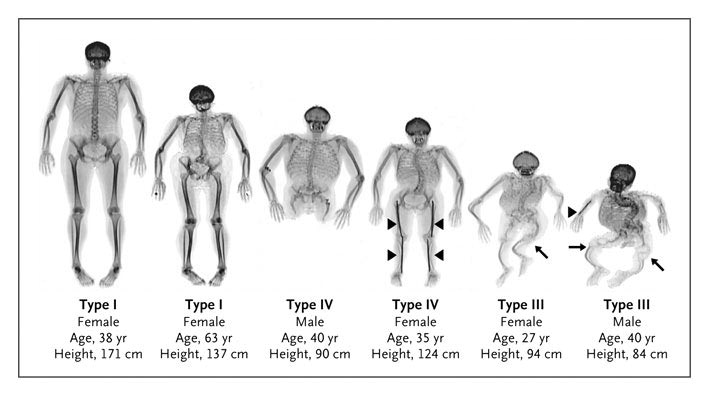 Type I
Female
Age, 38 yr
Height, 171 cm
Type I
Female
Age, 63 yr
Height, 137 cm
Type IV
Male
Age, 40 yr
Height, 90 cm
Type IV
Female
Age, 35 yr
Height, 124 cm
Type III
Female
Age, 27 yr
Height, 94 cm
Type III
Male
Age, 40 yr
Height, 84 cm